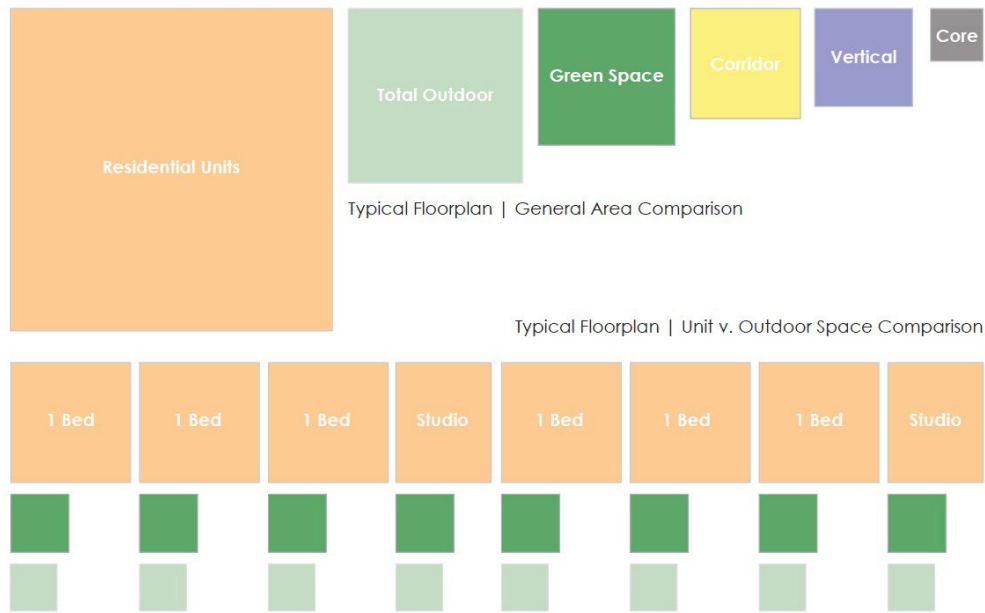 Residential Units
Total Outdoor
Green Space
Corridor
Vertical
Core
Typical Floorplan | General Area Comparison
Typical Floorplan | Unit v. Outdoor Space Comparison
1 Bed
1 Bed
1 Bed
Studio
1 Bed
1 Bed
1 Bed
Studio